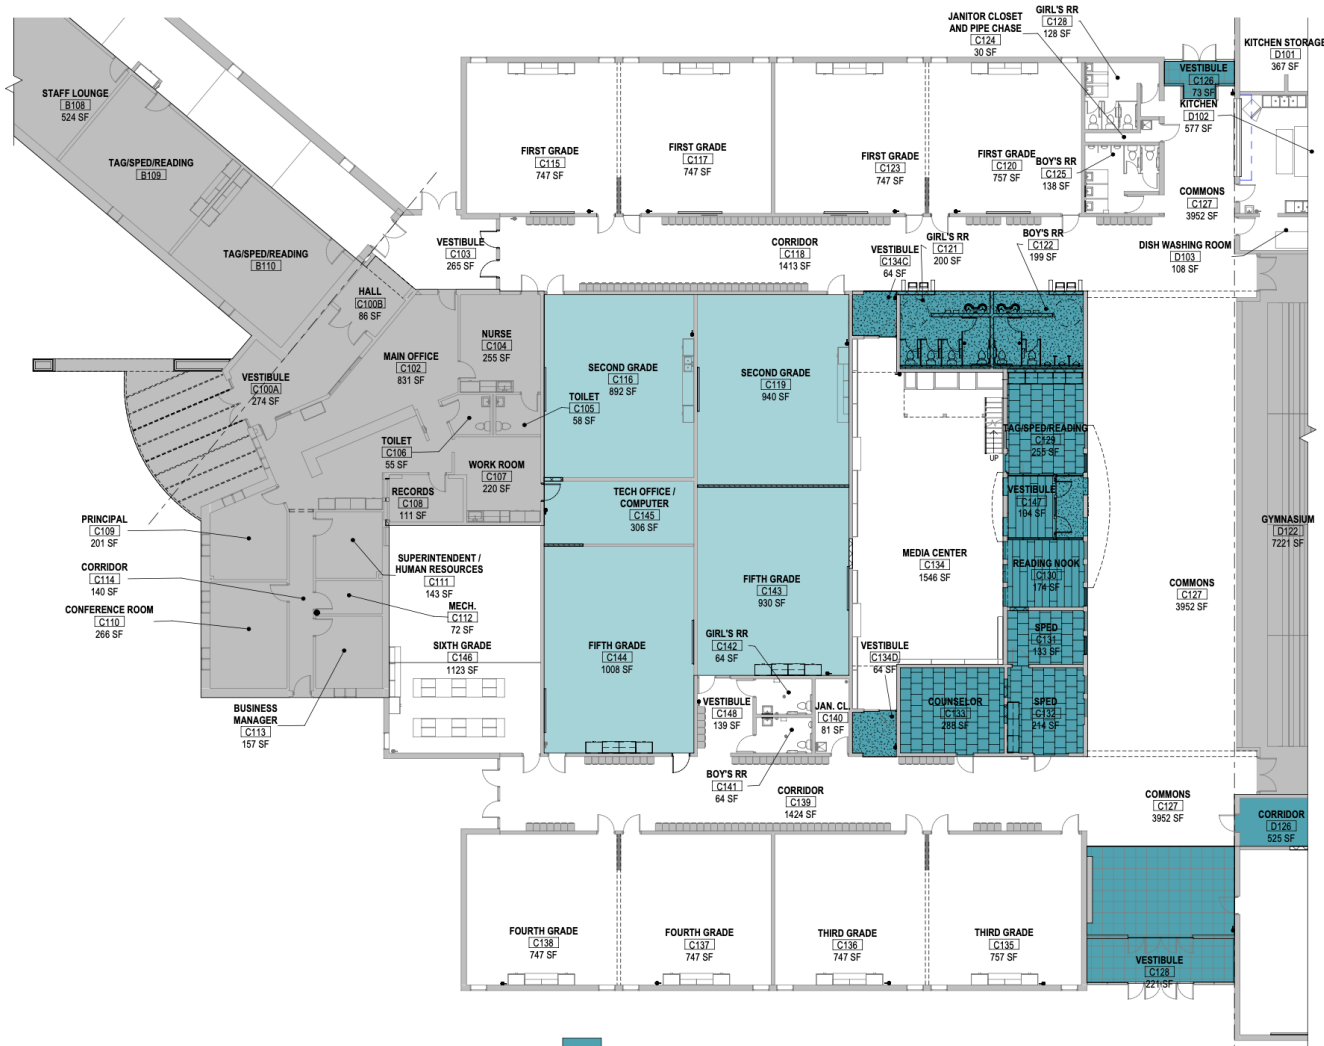 STAFF LOUNGE
B108
524 SF
TAG/SPED/READING
B109
TAG/SPED/READING
B110
HALL
C100B
86 SF
VESTIBULE
C103
265 SF
FIRST GRADE
C115
747 SF
FIRST GRADE
C117
747 SF
FIRST GRADE
C123
747 SF
FIRST GRADE
C120
757 SF
JANITOR CLOSET
AND PIPE CHASE
C124
30 SF
GIRL'S RR
C128
128 SF
BOY'S RR
C125
138 SF
VESTIBULE
C126
73 SF
KITCHEN STORAGE
D101
367 SF
KITCHEN
D102
577 SF
COMMONS
C127
3952 SF
DISH WASHING ROOM
D103
108 SF
CORRIDOR
C118
1413 SF
VESTIBULE
C134C
64 SF
GIRL'S RR
C121
200 SF
BOY'S RR
C122
199 SF
NURSE
C104
255 SF
MAIN OFFICE
C102
831 SF
VESTIBULE
C100A
274 SF
TOILET
C105
58 SF
TOILET
C106
55 SF
WORK ROOM
C107
220 SF
RECORDS
C108
111 SF
SECOND GRADE
C116
892 SF
SECOND GRADE
C119
940 SF
TECH OFFICE /
COMPUTER
C145
306 SF
UP
TAG/SPED/READING
C129
255 SF
VESTIBULE
C147
104 SF
READING NOOK
C130
174 SF
SPED
C131
133 SF
SPED
C132
214 SF
COUNSELOR
C133
288 SF
MEDIA CENTER
C134
1546 SF
COMMONS
C127
3952 SF
GYMNASIUM
D122
7221 SF
PRINCIPAL
C109
201 SF
CORRIDOR
C114
140 SF
CONFERENCE ROOM
C110
266 SF
SUPERINTENDENT /
HUMAN RESOURCES
C111
143 SF
MECH.
C112
72 SF
SIXTH GRADE
C146
1123 SF
BUSINESS
MANAGER
C113
157 SF
FIFTH GRADE
C144
1008 SF
FIFTH GRADE
C143
930 SF
GIRL'S RR
C142
64 SF
VESTIBULE
C134D
64 SF
VESTIBULE
C148
139 SF
JAN. CL.
C140
81 SF
BOY'S RR
C141
64 SF
CORRIDOR
C139
1424 SF
COMMONS
C127
3952 SF
CORRIDOR
D126
525 SF
FOURTH GRADE
C138
747 SF
FOURTH GRADE
C137
747 SF
THIRD GRADE
C136
747 SF
THIRD GRADE
C135
757 SF
VESTIBULE
C128
221 SF